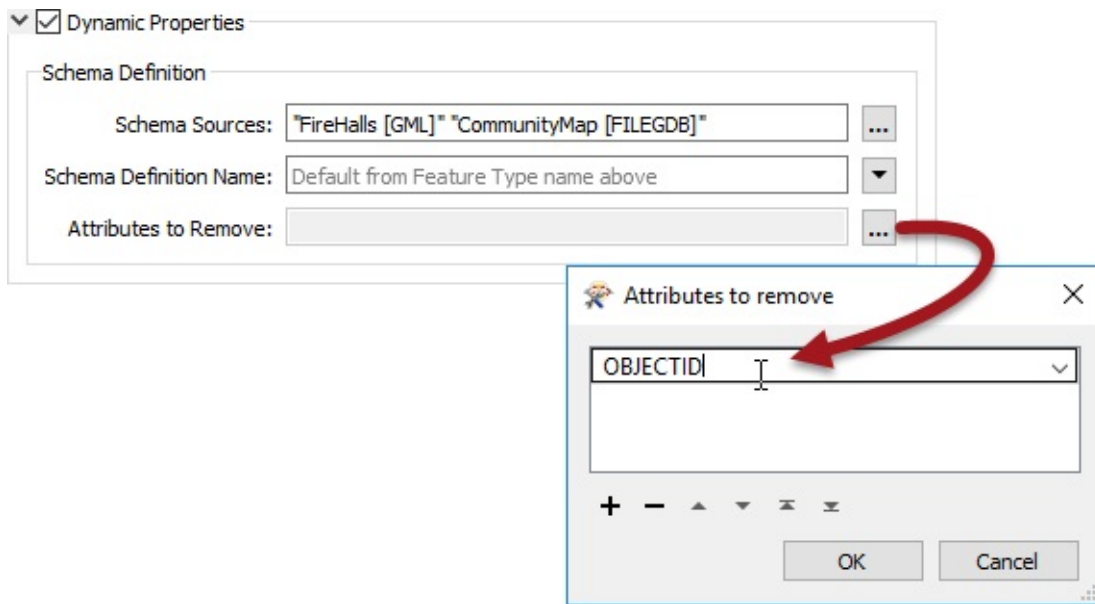 Dynamic Properties
Schema Definition
Schema Sources: "FireHalls [GML]" "CommunityMap [FILEGDB]" ...
Schema Definition Name: Default from Feature Type name above
Attributes to Remove: ...
Attributes to remove
OBJECTID
OK Cancel